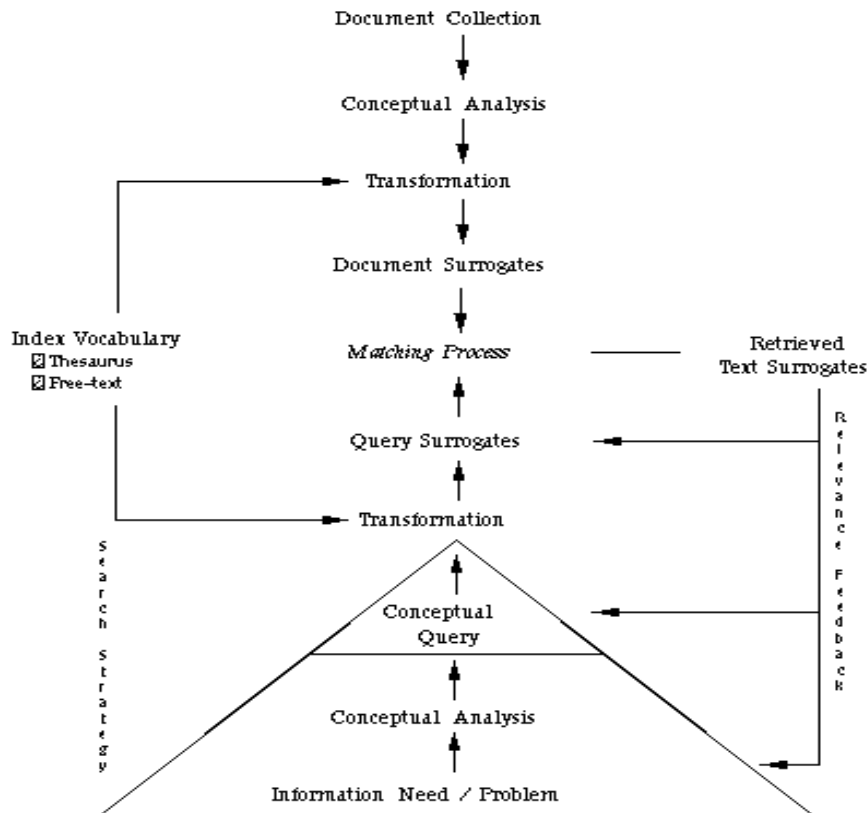 Document Collection
Conceptual Analysis
Transformation
Document Surrogates
Index Vocabulary
Thesaurus
Free-text
Matching Process
Retrieved
Text Surrogates
Query Surrogates
Transformation
Relevance Feedback
Search Strategy
Conceptual
Query
Conceptual Analysis
Information Need / Problem